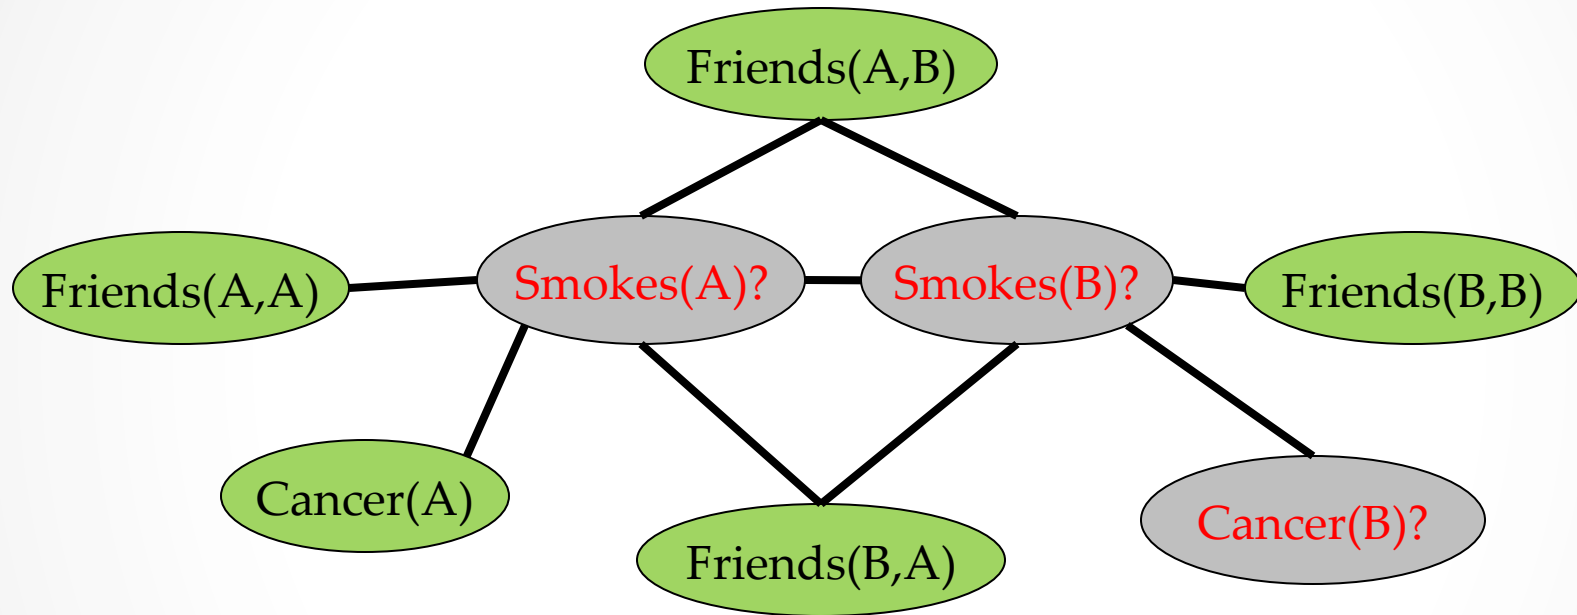 Friends(A,B)
Friends(A,A)
Smokes(A)?
Smokes(B)?
Friends(B,B)
Cancer(A)
Friends(B,A)
Cancer(B)?